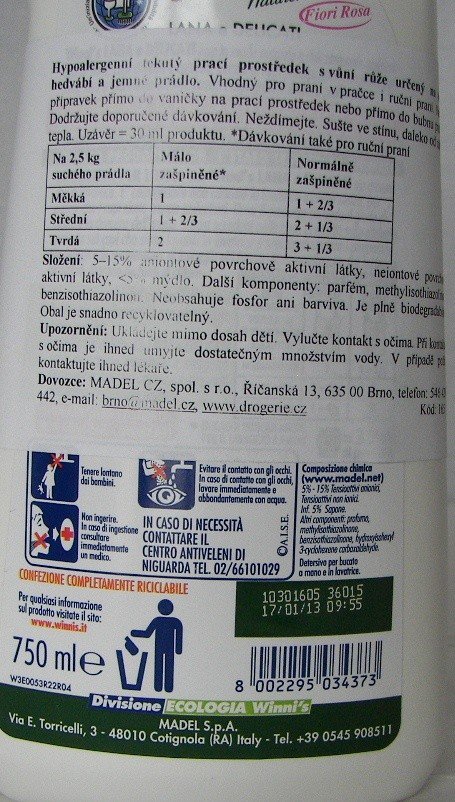 LANA
DELICATI
Fiori Rosa
Hypoalergenní tekutý prací prostředek s vůní růže určený
hedvábí a jemné prádlo. Vhodný pro praní v pračce i ruční praní
přípravek přímo do vaničky na prací prostředek nebo přímo do bubnu
Dodržujte doporučené dávkování. Neždímejte. Sušte ve stínu, daleko od
tepla. Uzávěr = 30 ml produktu. *Dávkování také pro ruční praní
Na 2,5 kg suchého prádla Málo zašpiněné* Normálně zašpiněné
Měkká 1 1 + 2/3
Střední 1 + 2/3 2 + 1/3
Tvrdá 2 3 + 1/3
Složení: 5–15% aniontové povrchově aktivní látky, neiontové
aktivní látky, <5% mýdlo. Další komponenty: parfém,
benzisothiazolinon. Neobsahuje fosfor ani barviva. Je plně
Obal je snadno recyklovatelný.
Upozornění: Ukládejte mimo dosah dětí. Vylučte kontakt s očima. Při
s očima je ihned umyjte dostatečným množstvím vody. V případě
kontaktujte ihned lékaře.
Dovozce: MADEL CZ, spol. s r.o., Říčanská 13, 635 00 Brno, telefon:
442, e-mail: brno@madel.cz, www.drogerie.cz Kód:
Tenere lontano
dai bambini.
Evitare il contatto con gli occhi.
In caso di contatto con gli occhi,
lavare immediatamente e
abbondantemente con acqua.
Non ingerire.
In caso di ingestione
consultare
immediatamente
un medico.
IN CASO DI NECESSITÀ
CONTATTARE IL
CENTRO ANTIVELENI DI
NIGUARDA TEL. 02/66101029
©A.I.S.E.
Composizione chimica
(www.madel.net)
5% - 15% Tensioattivi anionici,
Tensioattivi non ionici.
Inf. 5% Sapone.
Altri componenti: profumo,
methylisothiazolinone,
benzisothiazolinone, hydroxyisohexyl
3-cyclohexene carboxaldehyde.
Detersivo per bucato
a mano e in lavatrice.
CONFEZIONE COMPLETAMENTE RICICLABILE
Per qualsiasi informazione
sul prodotto visitate il sito:
www.winnis.it
10301605 36015
17/01/13 09:55
750 ml e
W3E0053R22R04
8 002295 034373
Divisione ECOLOGIA Winni's
MADEL S.p.A.
Via E. Torricelli, 3 - 48010 Cotignola (RA) Italy - Tel. +39 0545 908511